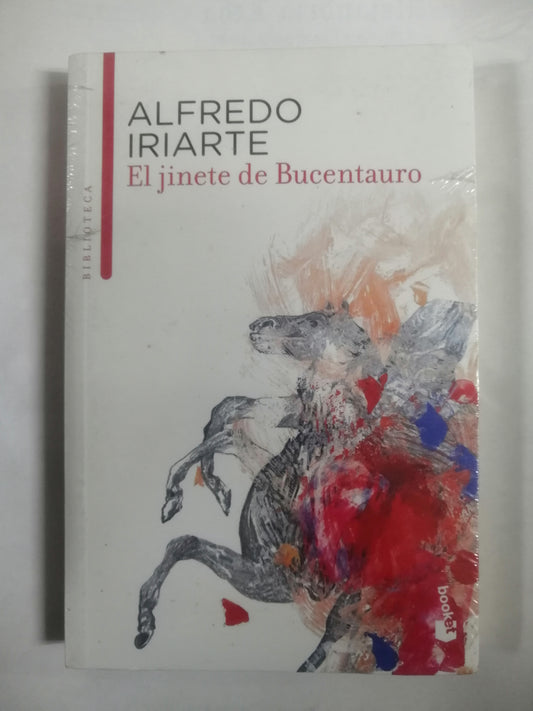 ALFREDO
IRIARTE
El jinete de Bucentauro
BIBLIOTECA
booket